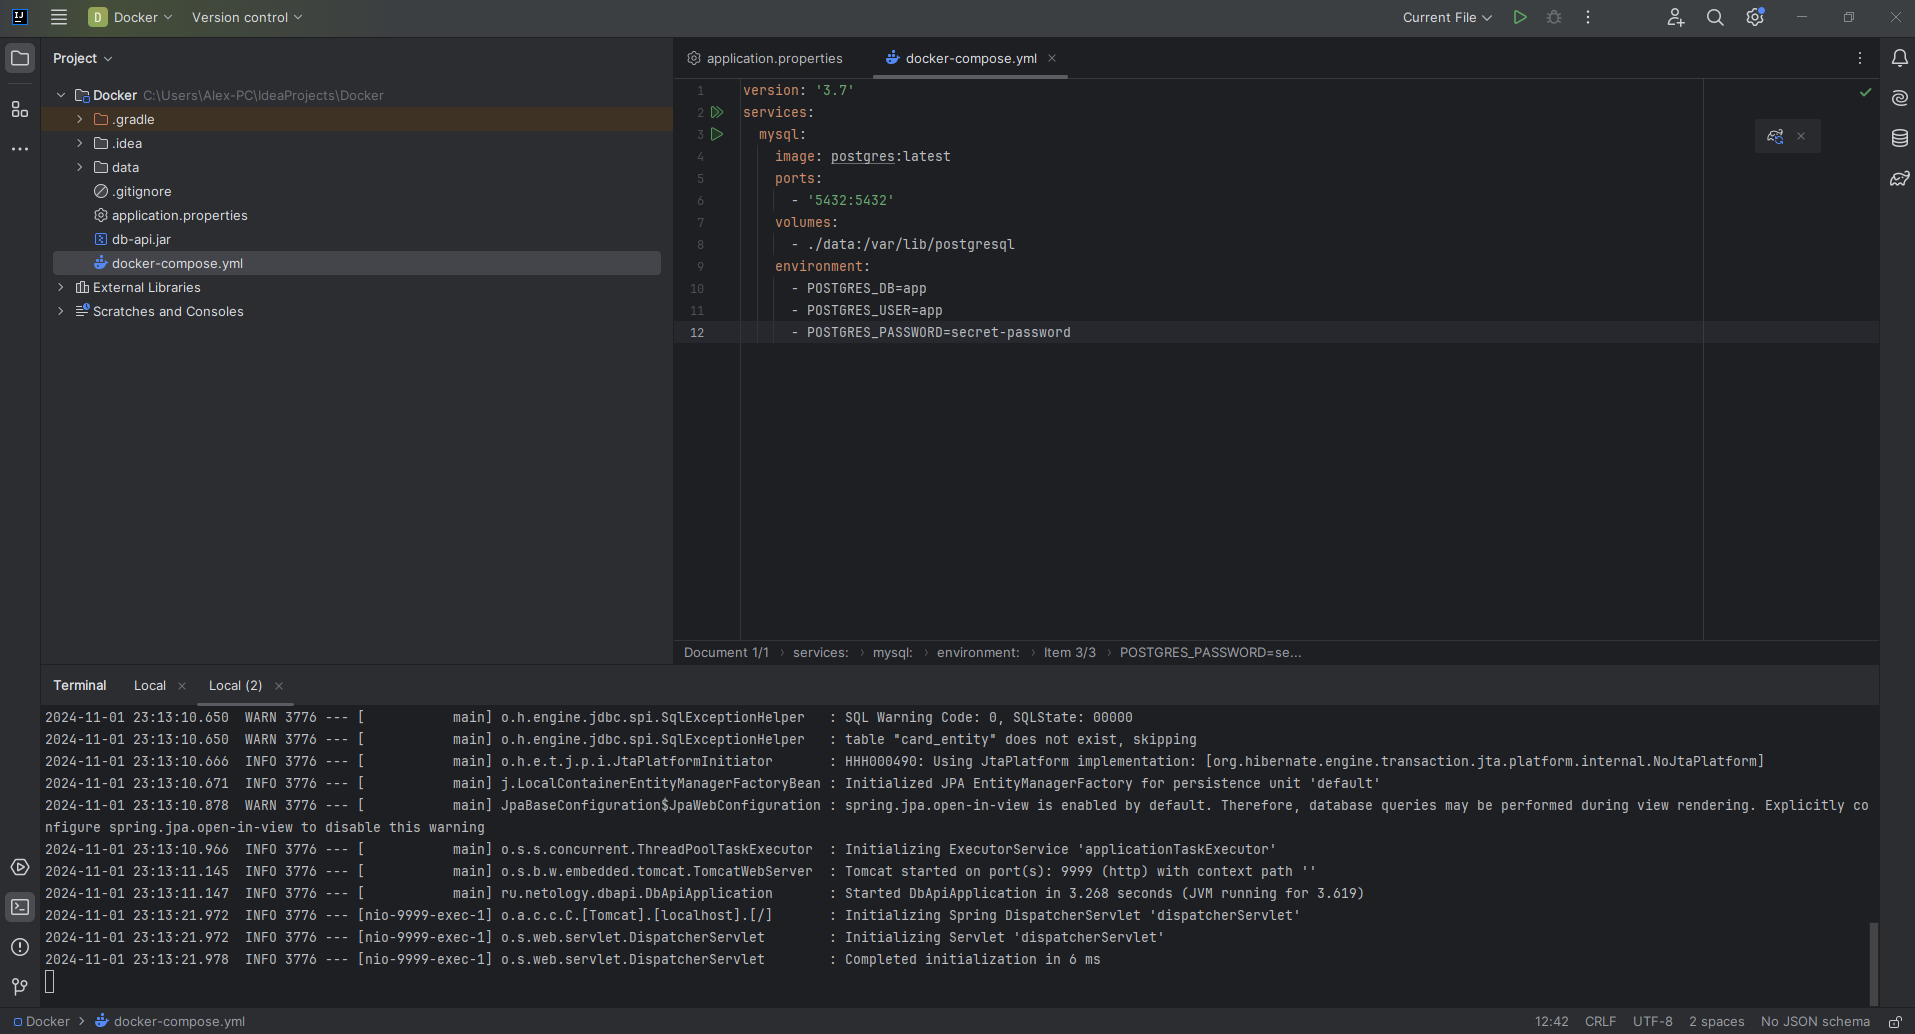 IJ
D Docker Version control Current File
Project
Docker C:\Users\Alex-PC\IdeaProjects\Docker
.gradle
.idea
data
.gitignore
application.properties
db-api.jar
docker-compose.yml
External Libraries
Scratches and Consoles
application.properties docker-compose.yml
1 version: '3.7'
2 services:
3 mysql:
4 image: postgres:latest
5 ports:
6 - '5432:5432'
7 volumes:
8 - ./data:/var/lib/postgresql
9 environment:
10 - POSTGRES_DB=app
11 - POSTGRES_USER=app
12 - POSTGRES_PASSWORD=secret-password
Document 1/1 › services: › mysql: › environment: › Item 3/3 › POSTGRES_PASSWORD=se...
Terminal Local Local (2)
2024-11-01 23:13:10.650 WARN 3776 --- [ main] o.h.engine.jdbc.spi.SqlExceptionHelper : SQL Warning Code: 0, SQLState: 00000
2024-11-01 23:13:10.650 WARN 3776 --- [ main] o.h.engine.jdbc.spi.SqlExceptionHelper : table "card_entity" does not exist, skipping
2024-11-01 23:13:10.666 INFO 3776 --- [ main] o.h.e.t.j.p.i.JtaPlatformInitiator : HHH000490: Using JtaPlatform implementation: [org.hibernate.engine.transaction.jta.platform.internal.NoJtaPlatform]
2024-11-01 23:13:10.671 INFO 3776 --- [ main] j.LocalContainerEntityManagerFactoryBean : Initialized JPA EntityManagerFactory for persistence unit 'default'
2024-11-01 23:13:10.878 WARN 3776 --- [ main] JpaBaseConfiguration$JpaWebConfiguration : spring.jpa.open-in-view is enabled by default. Therefore, database queries may be performed during view rendering. Explicitly co
nfigure spring.jpa.open-in-view to disable this warning
2024-11-01 23:13:10.966 INFO 3776 --- [ main] o.s.s.concurrent.ThreadPoolTaskExecutor : Initializing ExecutorService 'applicationTaskExecutor'
2024-11-01 23:13:11.145 INFO 3776 --- [ main] o.s.b.w.embedded.tomcat.TomcatWebServer : Tomcat started on port(s): 9999 (http) with context path ''
2024-11-01 23:13:11.147 INFO 3776 --- [ main] ru.netology.dbapi.DbApiApplication : Started DbApiApplication in 3.268 seconds (JVM running for 3.619)
2024-11-01 23:13:21.972 INFO 3776 --- [nio-9999-exec-1] o.a.c.c.C.[Tomcat].[localhost].[/] : Initializing Spring DispatcherServlet 'dispatcherServlet'
2024-11-01 23:13:21.972 INFO 3776 --- [nio-9999-exec-1] o.s.web.servlet.DispatcherServlet : Initializing Servlet 'dispatcherServlet'
2024-11-01 23:13:21.978 INFO 3776 --- [nio-9999-exec-1] o.s.web.servlet.DispatcherServlet : Completed initialization in 6 ms
Docker › docker-compose.yml 12:42 CRLF UTF-8 2 spaces No JSON schema